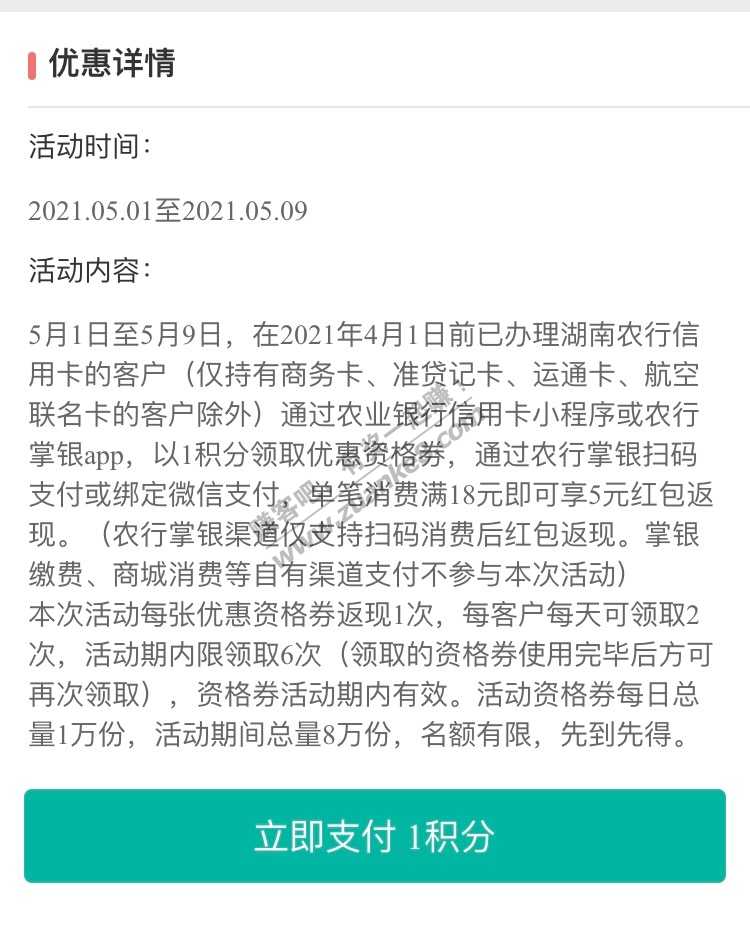 优惠详情
活动时间：
2021.05.01至2021.05.09
活动内容：
5月1日至5月9日，在2021年4月1日前已办理湖南农行信
用卡的客户（仅持有商务卡、准贷记卡、运通卡、航空
联名卡的客户除外）通过农业银行信用卡小程序或农行
掌银app，以1积分领取优惠资格券，通过农行掌银扫码
支付或绑定微信支付，单笔消费满18元即可享5元红包返
现。（农行掌银渠道仅支持扫码消费后红包返现。掌银
缴费、商城消费等自有渠道支付不参与本次活动）
本次活动每张优惠资格券返现1次，每客户每天可领取2
次，活动期内限领取6次（领取的资格券使用完毕后方可
再次领取），资格券活动期内有效。活动资格券每日总
量1万份，活动期间总量8万份，名额有限，先到先得。
立即支付 1积分
赚客吧，有奖一起赚！
www.zuanke8.com